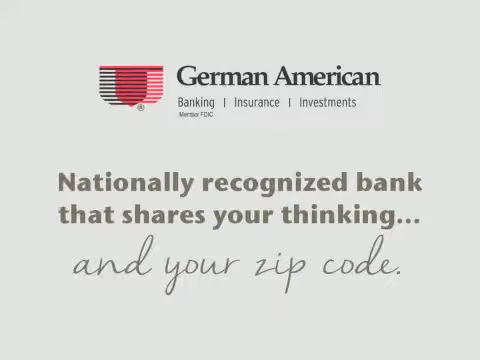 German American
Banking | Insurance | Investments
Member FDIC
®
Nationally recognized bank
that shares your thinking...
and your zip code.